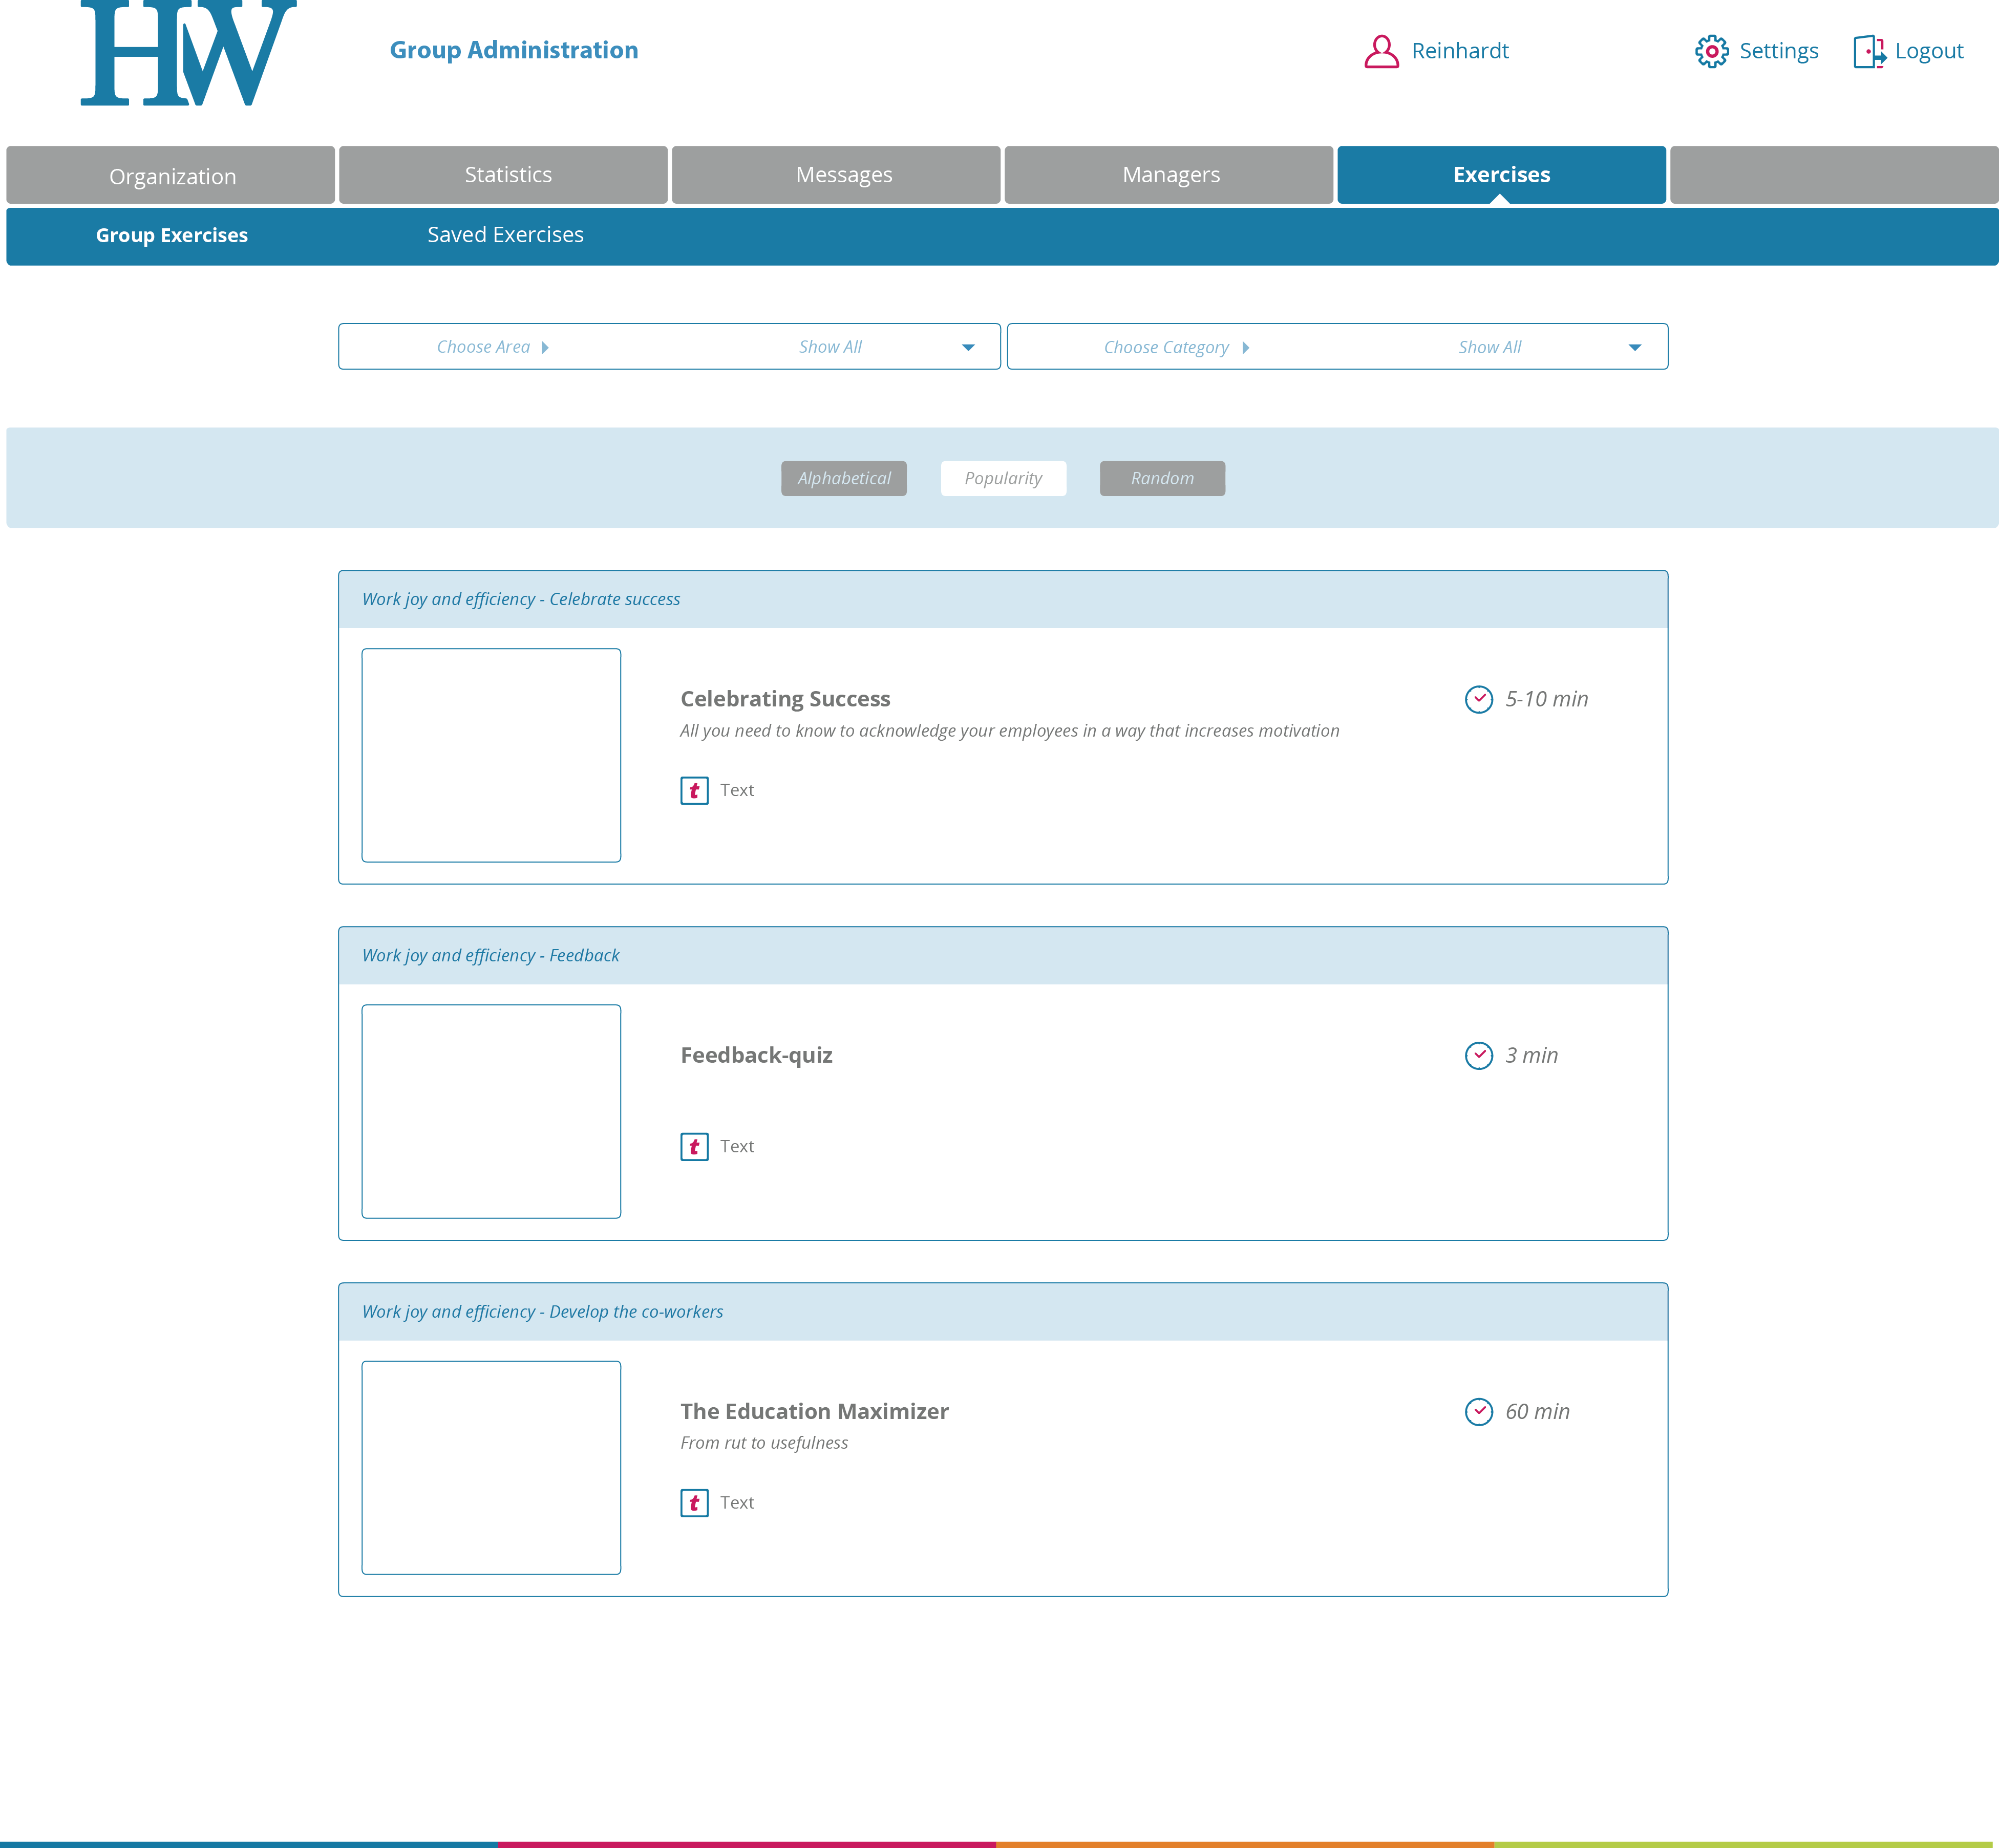 HW
Group Administration
Reinhardt
Settings
Logout
Organization
Statistics
Messages
Managers
Exercises
Group Exercises
Saved Exercises
Choose Area
Show All
Choose Category
Show All
Alphabetical
Popularity
Random
Work joy and efficiency - Celebrate success
Celebrating Success
5-10 min
All you need to know to acknowledge your employees in a way that increases motivation
t Text
Work joy and efficiency - Feedback
Feedback-quiz
3 min
t Text
Work joy and efficiency - Develop the co-workers
The Education Maximizer
60 min
From rut to usefulness
t Text